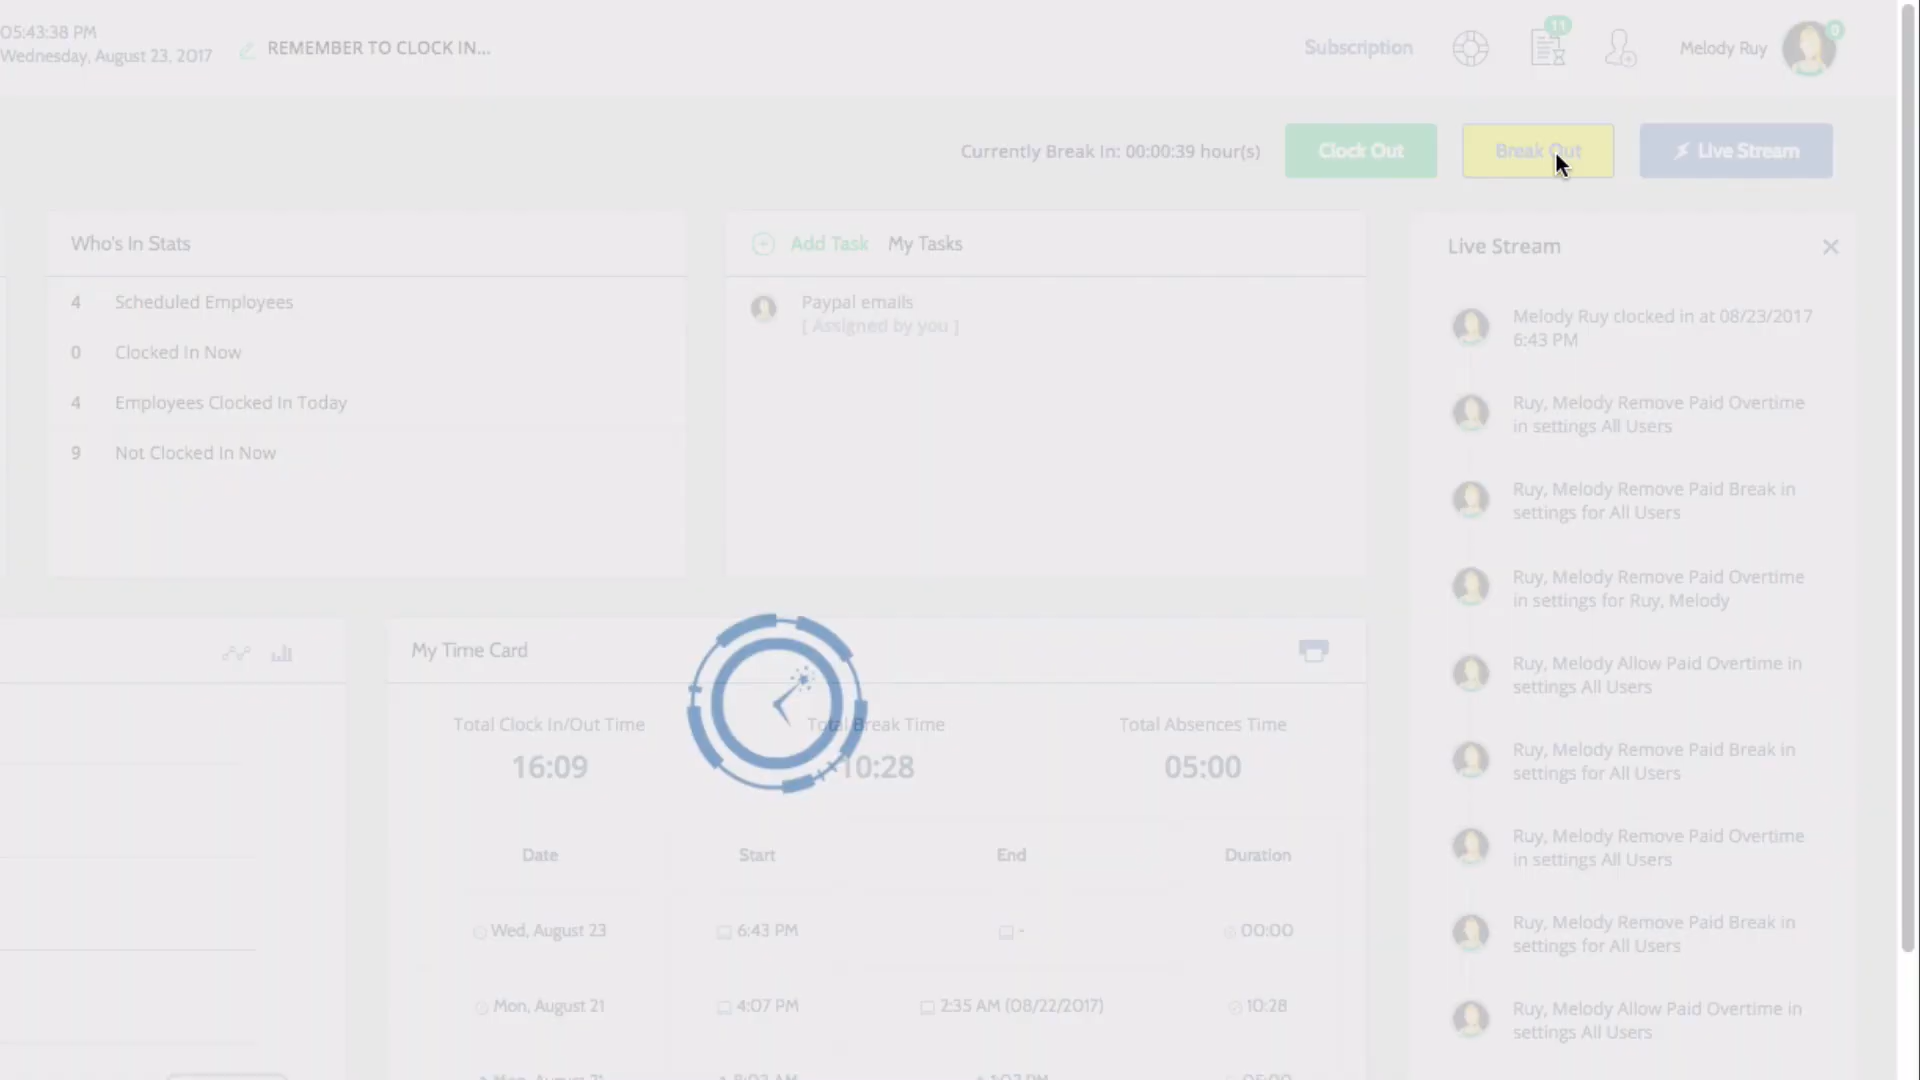 05:43:38 PM
Wednesday, August 23, 2017
REMEMBER TO CLOCK IN...
Subscription
11
Melody Ruy
0
Currently Break In: 00:00:39 hour(s)
Clock Out
Break Out
Live Stream
Who's In Stats
4 Scheduled Employees
0 Clocked In Now
4 Employees Clocked In Today
9 Not Clocked In Now
Add Task My Tasks
Paypal emails
[ Assigned by you ]
Live Stream
Melody Ruy clocked in at 08/23/2017
6:43 PM
Ruy, Melody Remove Paid Overtime
in settings All Users
Ruy, Melody Remove Paid Break in
settings for All Users
Ruy, Melody Remove Paid Overtime
in settings for Ruy, Melody
Ruy, Melody Allow Paid Overtime in
settings All Users
Ruy, Melody Remove Paid Break in
settings for All Users
Ruy, Melody Remove Paid Overtime
in settings All Users
Ruy, Melody Remove Paid Break in
settings for All Users
Ruy, Melody Allow Paid Overtime in
settings All Users
My Time Card
Total Clock In/Out Time Total Break Time Total Absences Time
16:09 10:28 05:00
Date Start End Duration
Wed, August 23 6:43 PM - 00:00
Mon, August 21 4:07 PM 2:35 AM (08/22/2017) 10:28